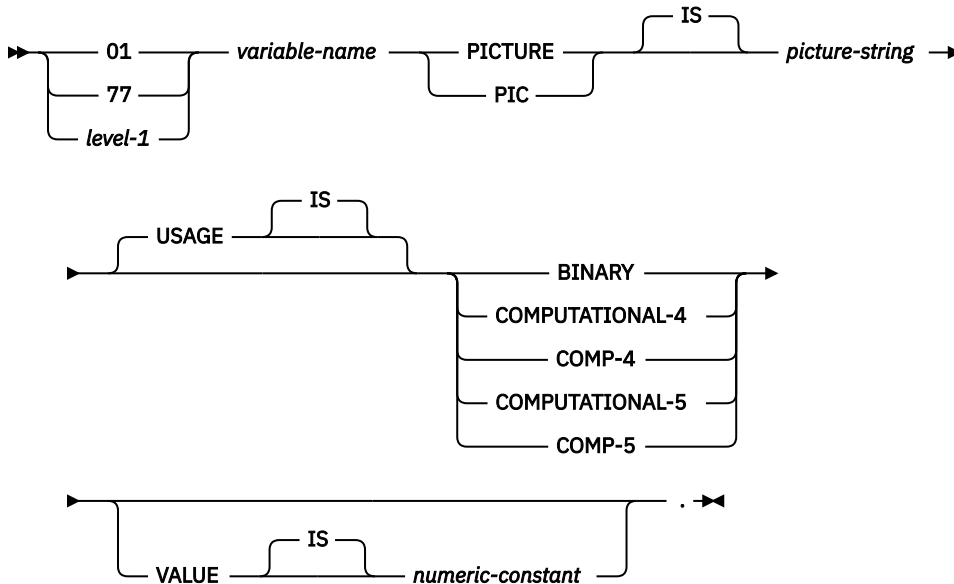 IS
01 variable-name PICTURE picture-string
77 PIC
level-1
IS
USAGE
BINARY
COMPUTATIONAL-4
COMP-4
COMPUTATIONAL-5
COMP-5
.
IS
VALUE numeric-constant